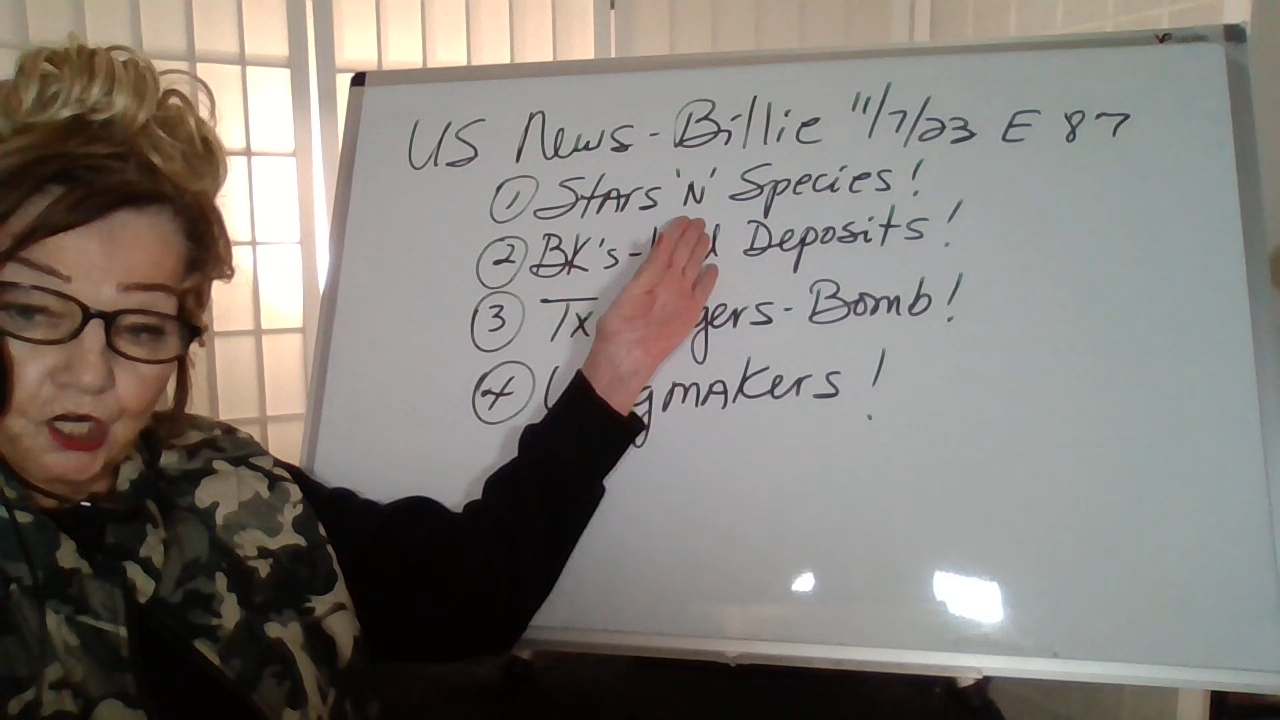 US News - Billie 11/7/23 E 87
① Stars 'N' Species!
② BK's - Deposits!
③ Tx - Bomb!
④